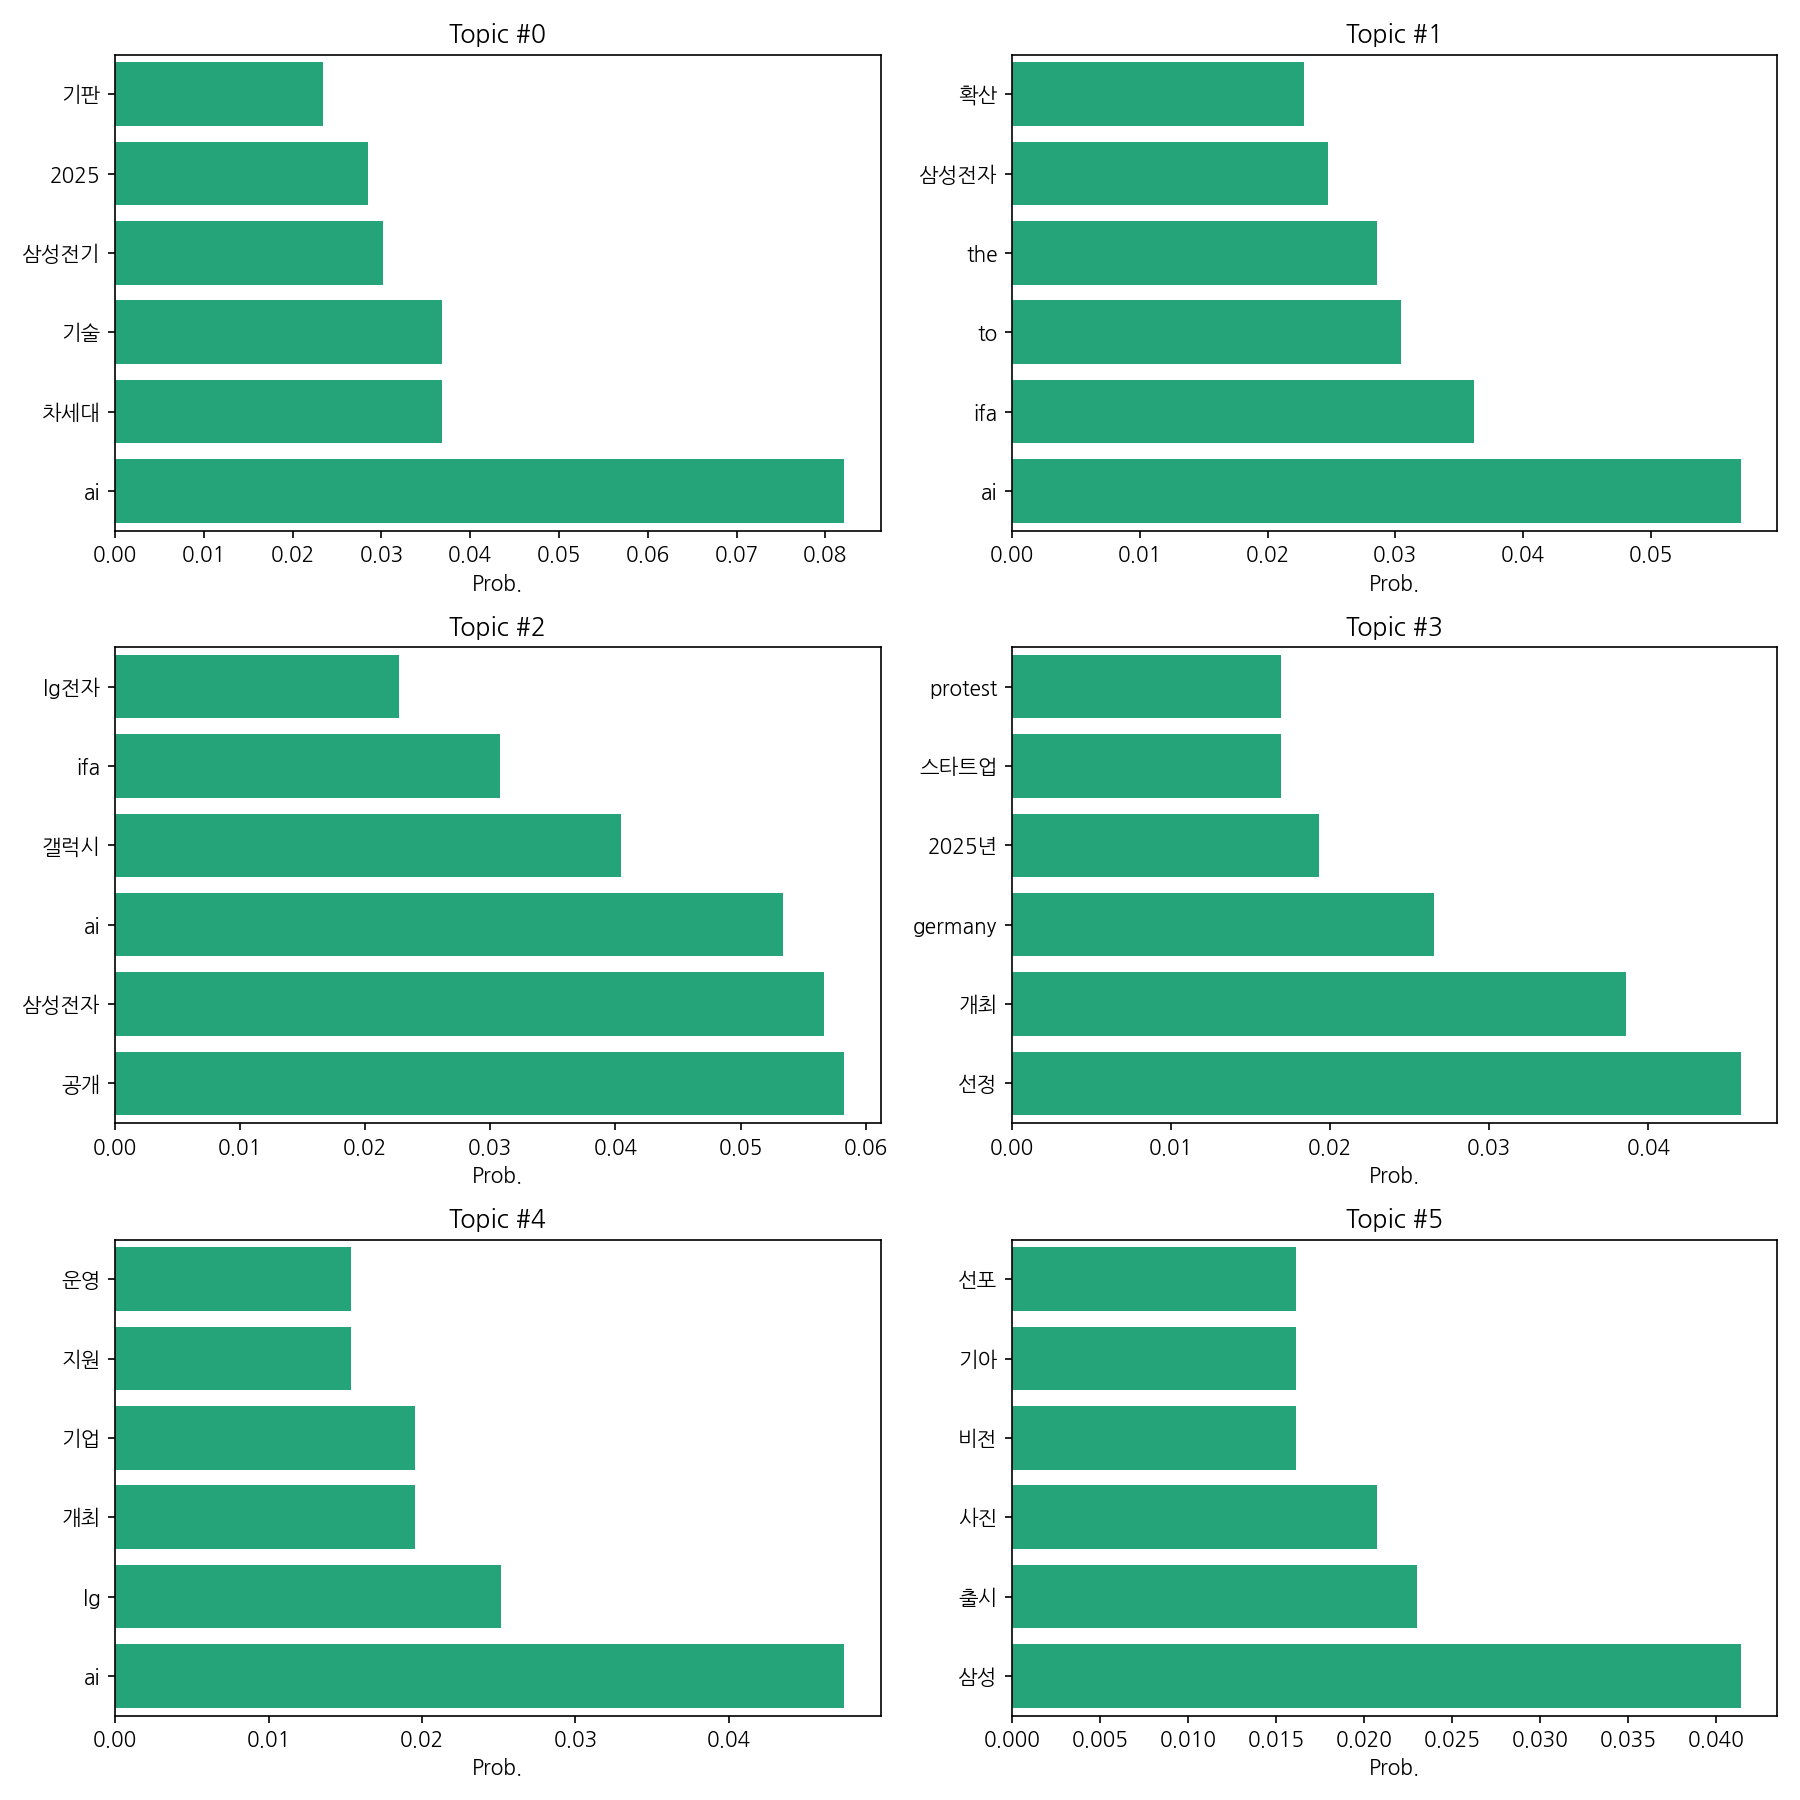 Topic #0
기판
2025
삼성전기
기술
차세대
ai
0.00 0.01 0.02 0.03 0.04 0.05 0.06 0.07 0.08
Prob.
Topic #1
확산
삼성전자
the
to
ifa
ai
0.00 0.01 0.02 0.03 0.04 0.05
Prob.
Topic #2
lg전자
ifa
갤럭시
ai
삼성전자
공개
0.00 0.01 0.02 0.03 0.04 0.05 0.06
Prob.
Topic #3
protest
스타트업
2025년
germany
개최
선정
0.00 0.01 0.02 0.03 0.04
Prob.
Topic #4
운영
지원
기업
개최
lg
ai
0.00 0.01 0.02 0.03 0.04
Prob.
Topic #5
선포
기아
비전
사진
출시
삼성
0.000 0.005 0.010 0.015 0.020 0.025 0.030 0.035 0.040
Prob.